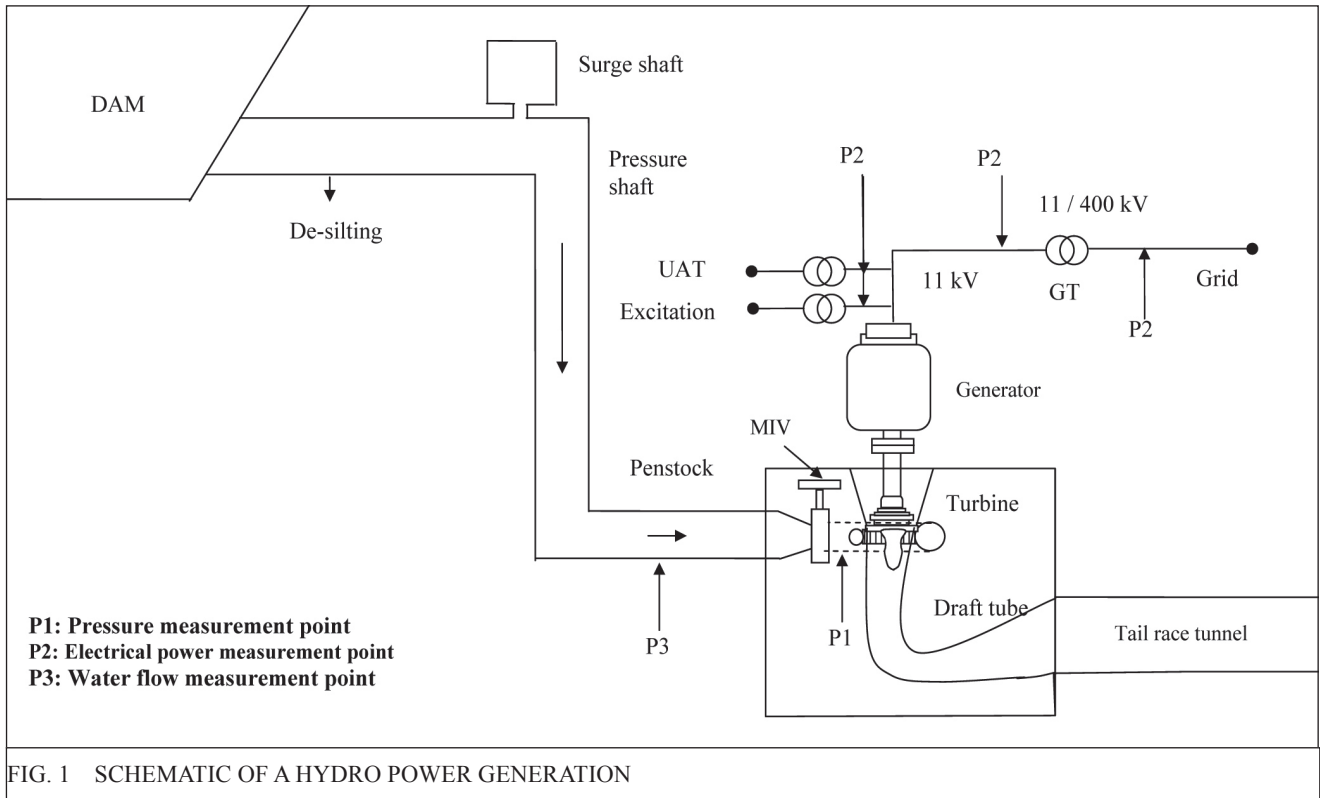 DAM
Surge shaft
Pressure
shaft
De-silting
P2
P2
11 / 400 kV
UAT
11 kV
GT
Grid
Excitation
P2
Generator
MIV
Penstock
Turbine
Draft tube
Tail race tunnel
P1
P3
P1: Pressure measurement point
P2: Electrical power measurement point
P3: Water flow measurement point
FIG. 1 SCHEMATIC OF A HYDRO POWER GENERATION